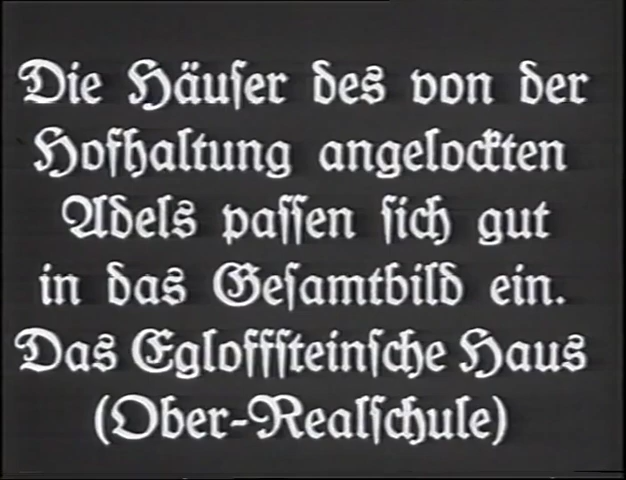 Die Häuser des von der
Hofhaltung angelockten
Adels passen sich gut
in das Gesamtbild ein.
Das Egloffsteinsche Haus
(Ober-Realschule)